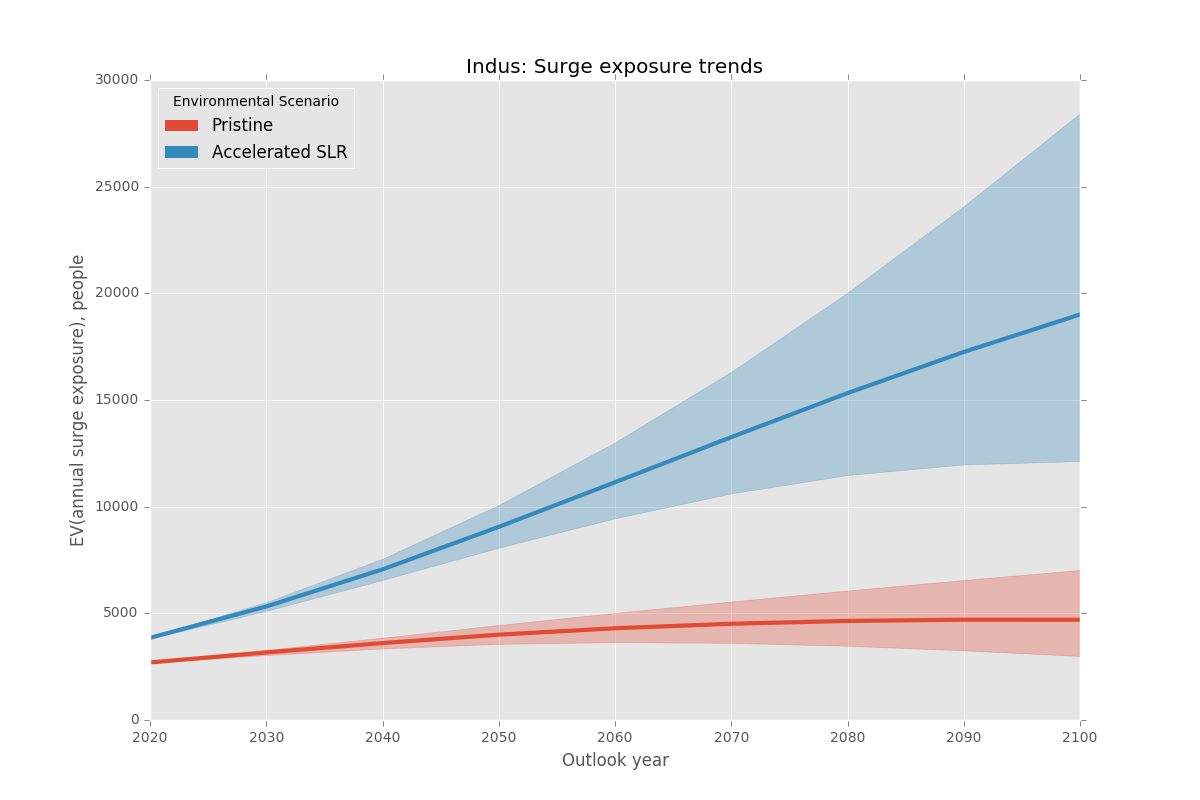 Indus: Surge exposure trends
30000
25000
20000
15000
10000
5000
0
EV(annual surge exposure), people
Environmental Scenario
Pristine
Accelerated SLR
2020 2030 2040 2050 2060 2070 2080 2090 2100
Outlook year